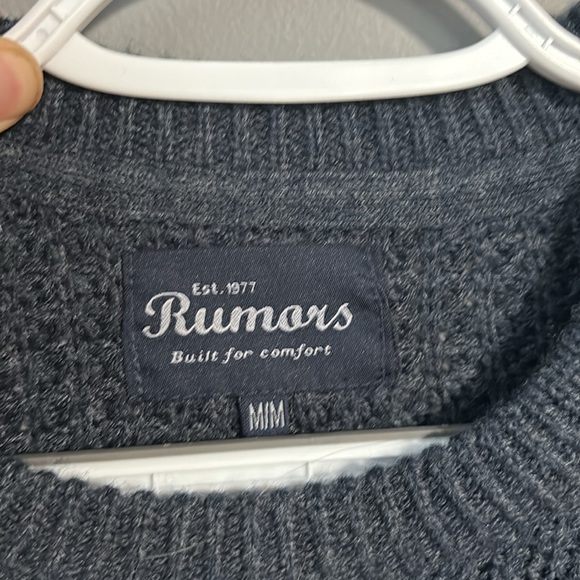 Est. 1977
Rumors
Built for comfort
M/M